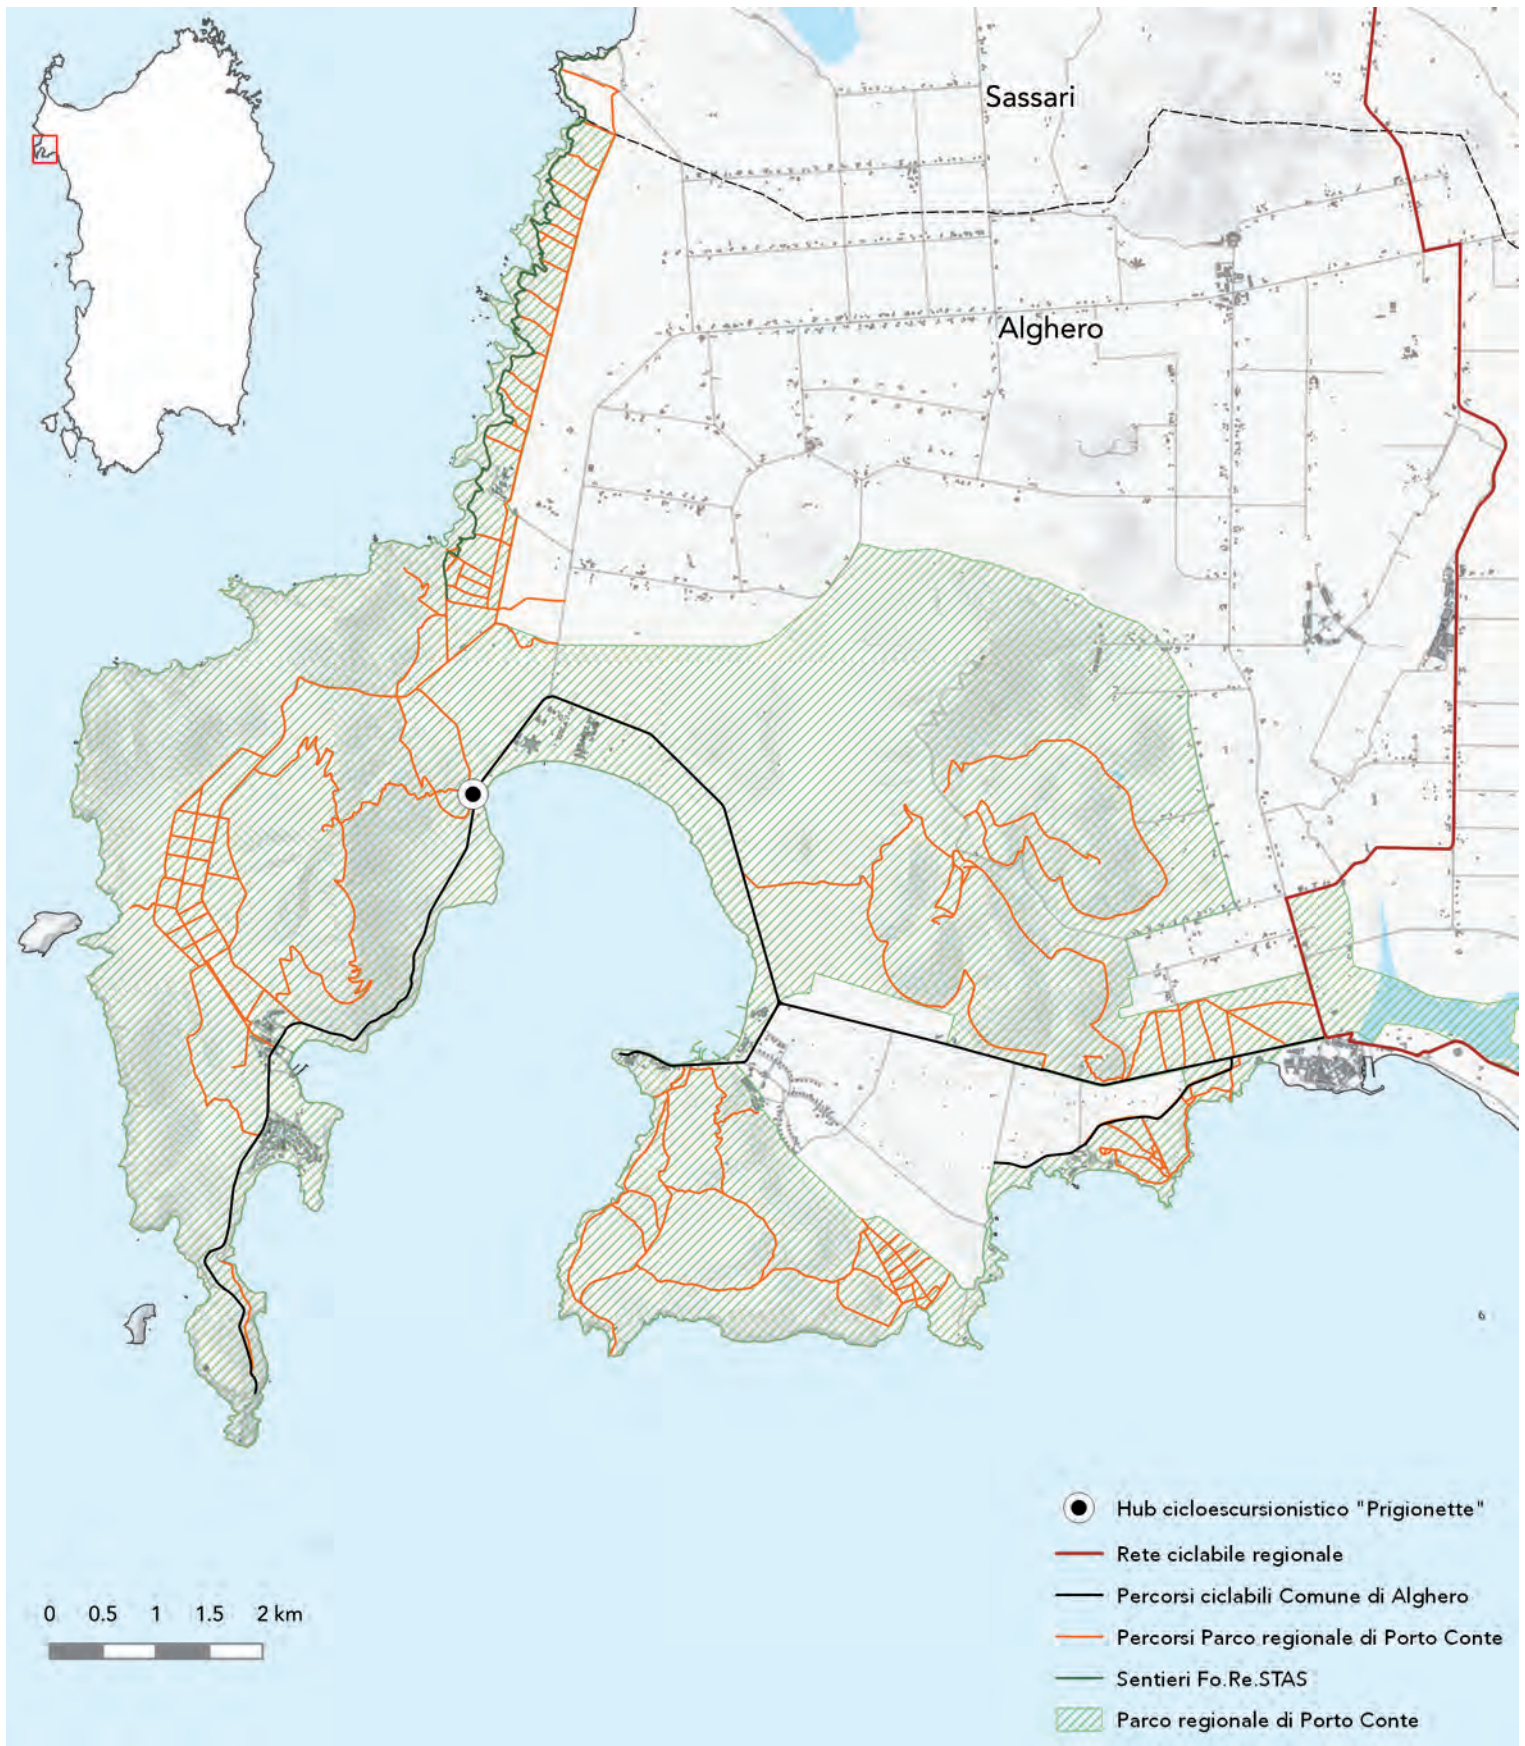 Sassari
Alghero
Hub cicloescursionistico "Prigionette"
Rete ciclabile regionale
Percorsi ciclabili Comune di Alghero
Percorsi Parco regionale di Porto Conte
Sentieri Fo.Re.STAS
Parco regionale di Porto Conte
0 0.5 1 1.5 2 km